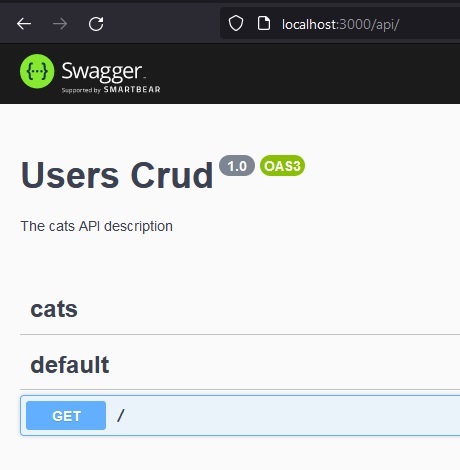 localhost:3000/api/
{···} Swagger.
Supported by SMARTBEAR
Users Crud 1.0 OAS3
The cats API description
cats
default
GET /